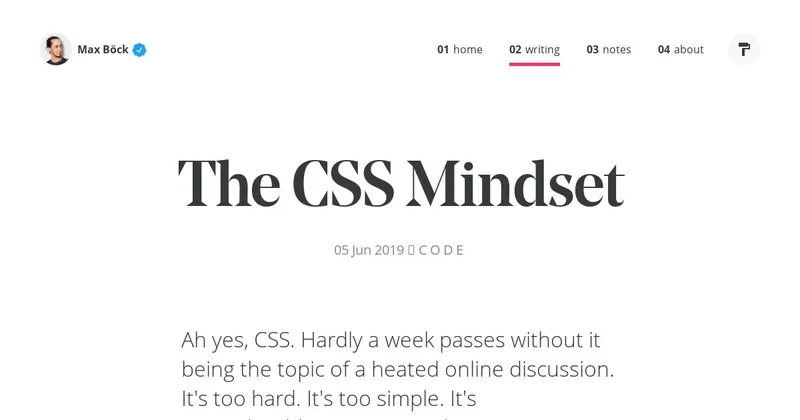 Max Böck
01 home 02 writing 03 notes 04 about
The CSS Mindset
05 Jun 2019 CODE
Ah yes, CSS. Hardly a week passes without it
being the topic of a heated online discussion.
It's too hard. It's too simple. It's